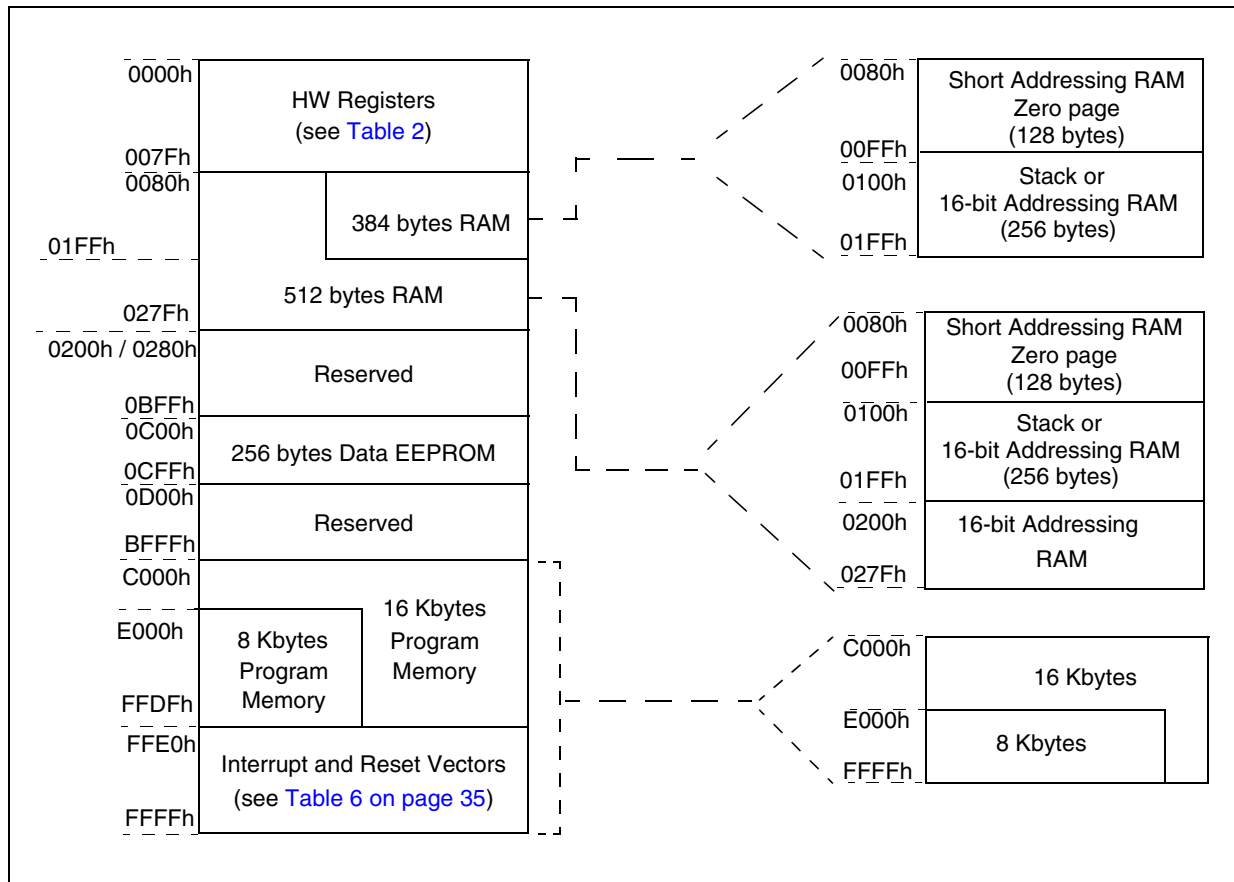 0000h
HW Registers
(see Table 2)
007Fh
0080h
384 bytes RAM
01FFh
512 bytes RAM
027Fh
0200h / 0280h
Reserved
0BFFh
0C00h
256 bytes Data EEPROM
0CFFh
0D00h
Reserved
BFFFh
C000h
16 Kbytes
Program
Memory
E000h
8 Kbytes
Program
Memory
FFDFh
FFE0h
Interrupt and Reset Vectors
(see Table 6 on page 35)
FFFFh
0080h
Short Addressing RAM
Zero page
(128 bytes)
00FFh
0100h
Stack or
16-bit Addressing RAM
(256 bytes)
01FFh
0080h
Short Addressing RAM
Zero page
00FFh
(128 bytes)
0100h
Stack or
16-bit Addressing RAM
(256 bytes)
01FFh
0200h
16-bit Addressing
RAM
027Fh
C000h
16 Kbytes
E000h
8 Kbytes
FFFFh